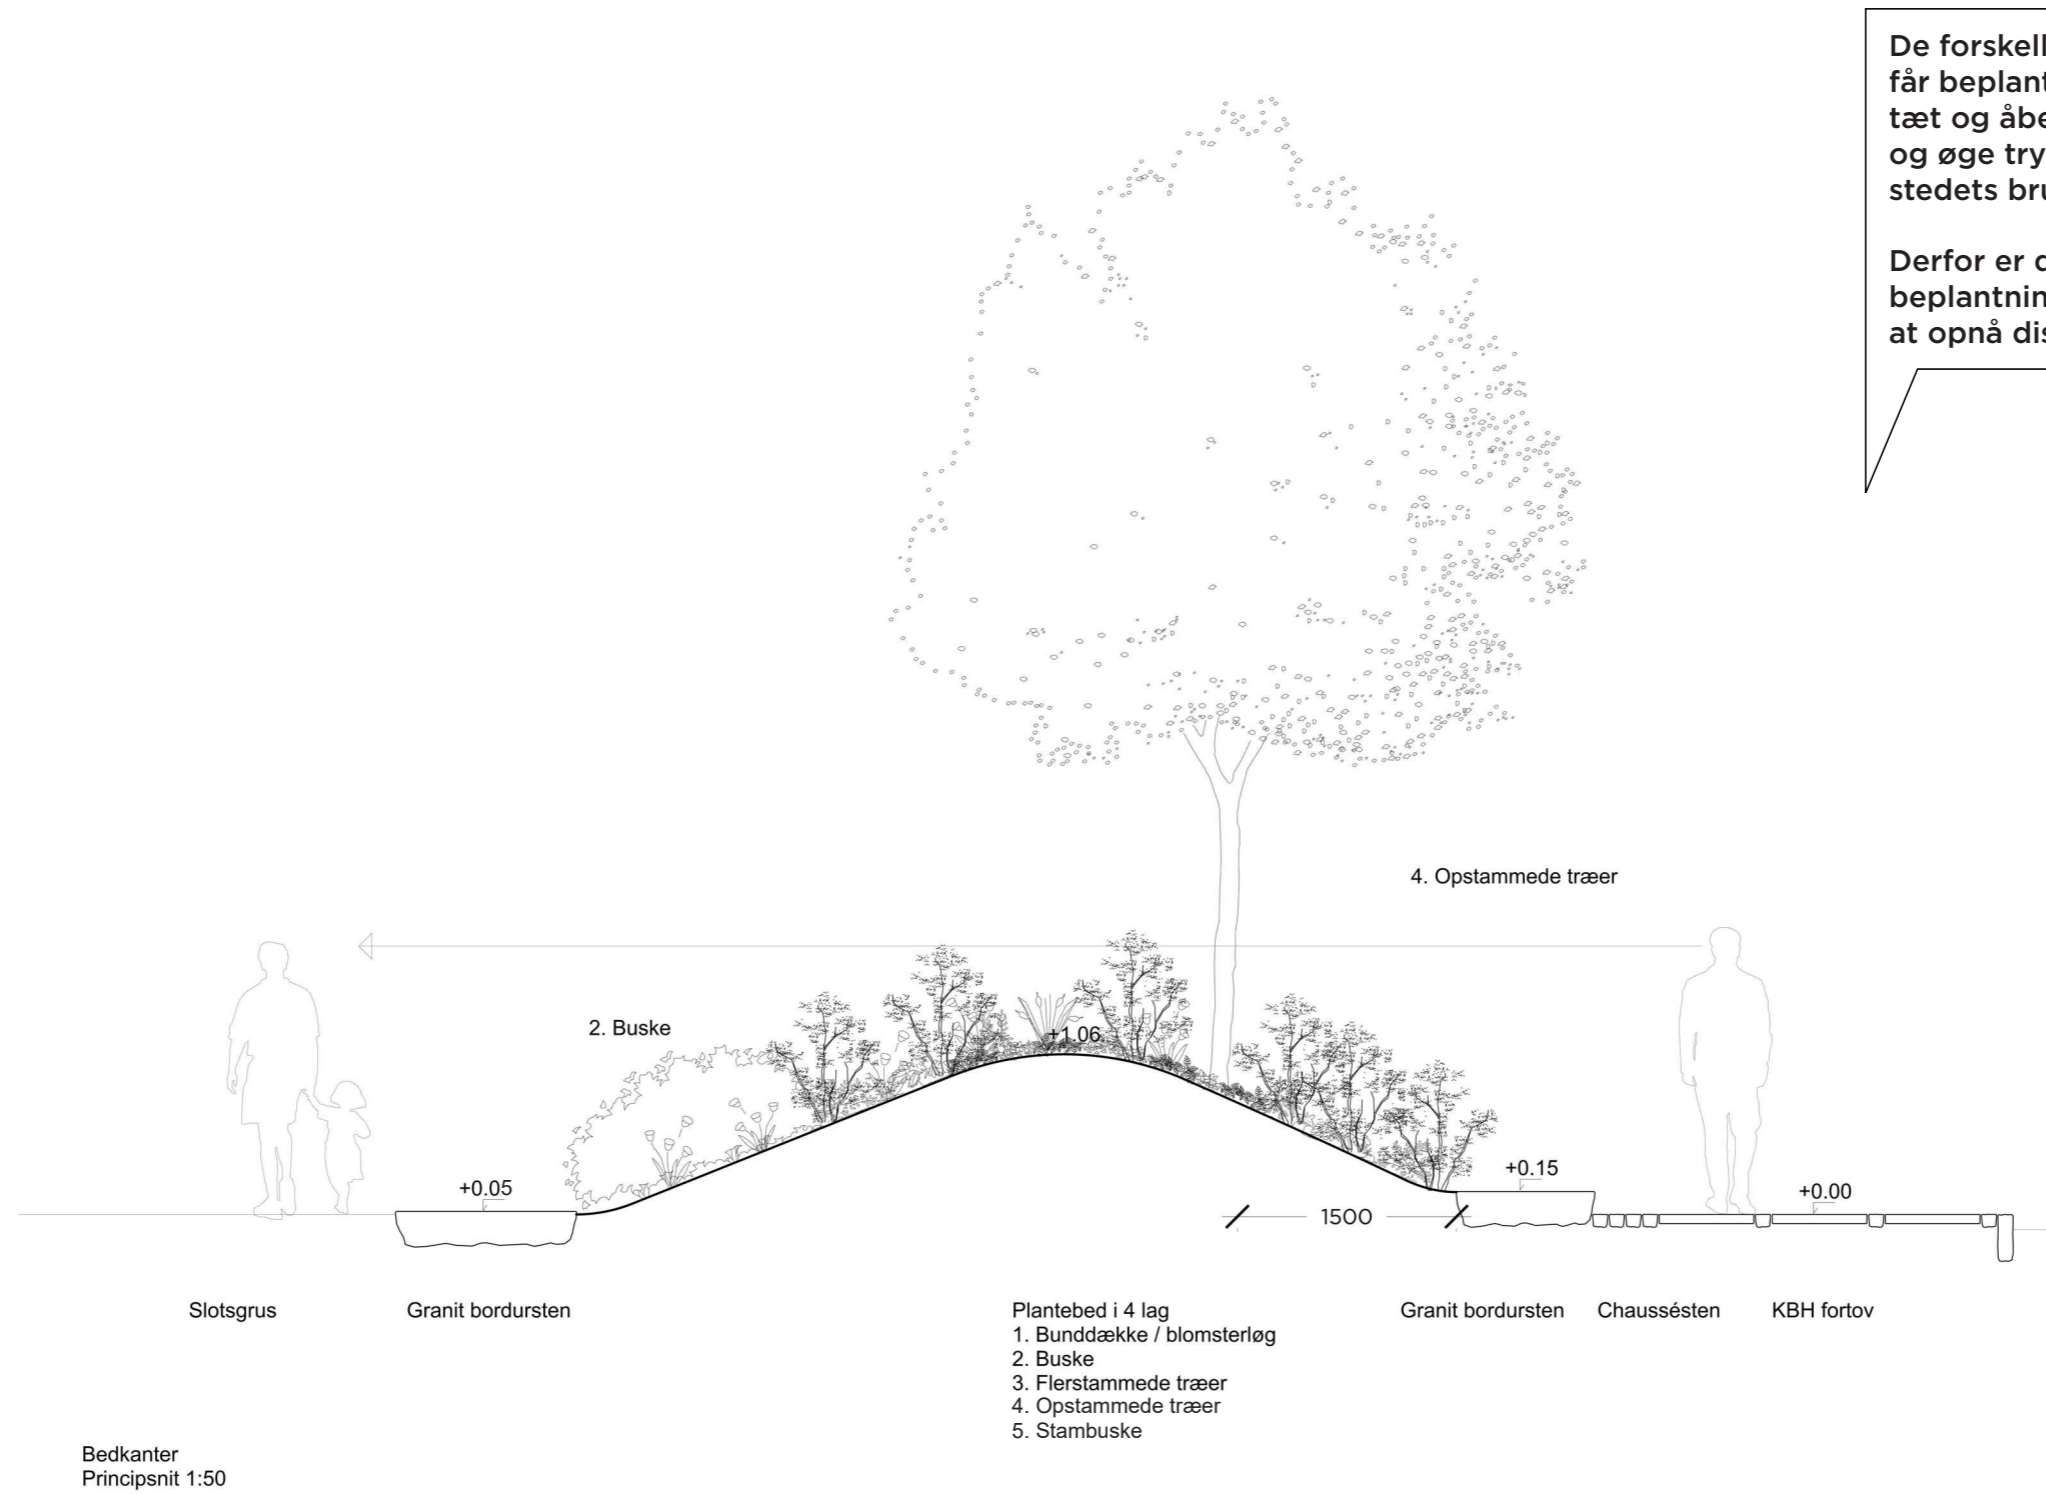 De forskell
får beplant
tæt og åbe
og øge try
stedets bru
Derfor er d
beplantnin
at opnå dis
4. Opstammede træer
2. Buske
+1.06
+0.05
+0.15
+0.00
1500
Slotsgrus
Granit bordursten
Plantebed i 4 lag
1. Bunddække / blomsterløg
2. Buske
3. Flerstammede træer
4. Opstammede træer
5. Stambuske
Granit bordursten
Chaussésten
KBH fortov
Bedkanter
Principsnit 1:50